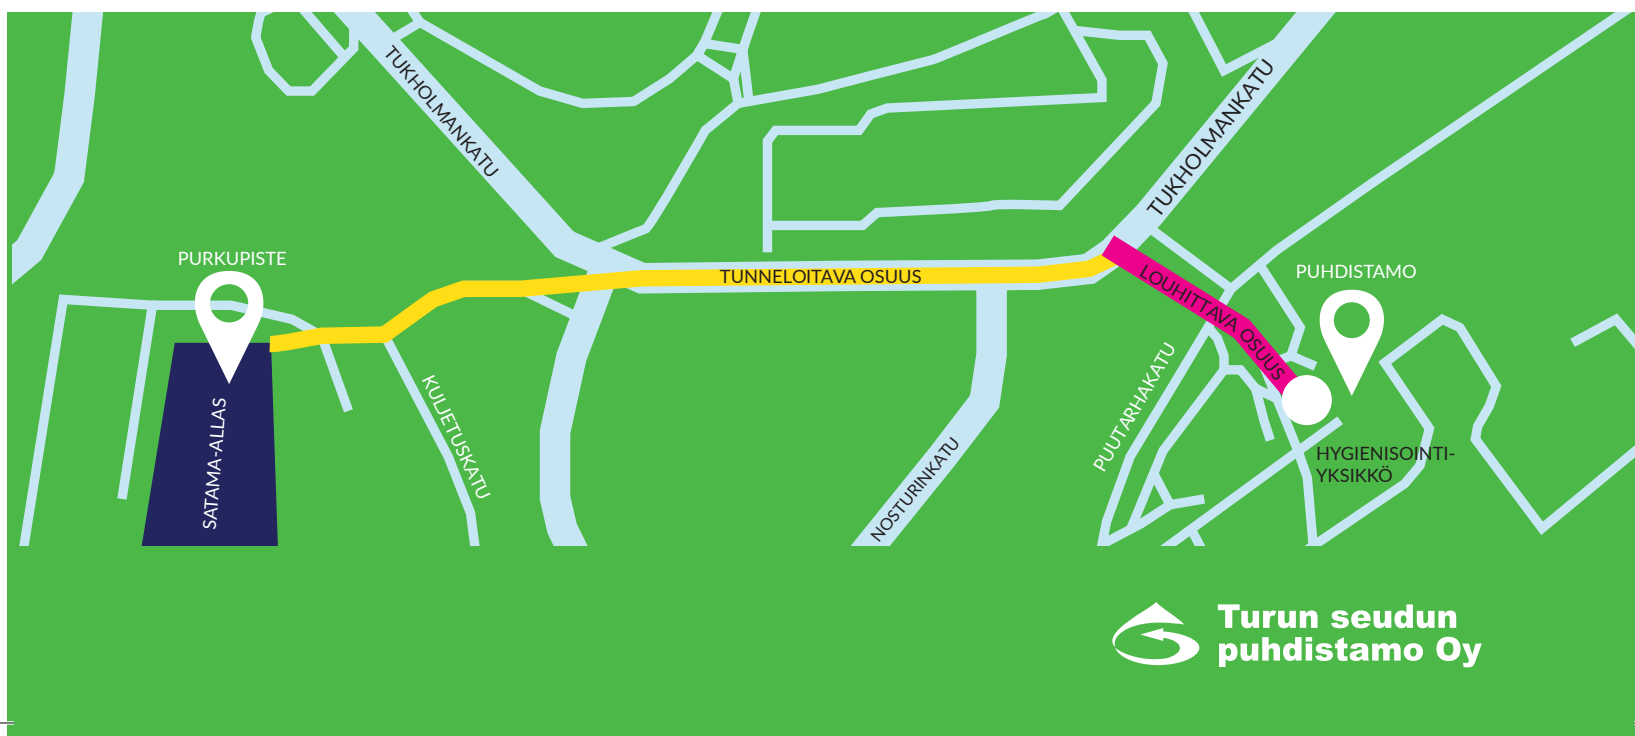 TUKHOLMANKATU
TUKHOLMANKATU
PURKUPISTE
TUNNELOITAVA OSUUS
LOUHITTAVA OSUUS
PUHDISTAMO
SATAMA-ALLAS
KULJETUSKATU
NOSTURINKATU
PUUTARHAKATU
HYGIENISOINTI-
YKSIKKÖ
Turun seudun
puhdistamo Oy